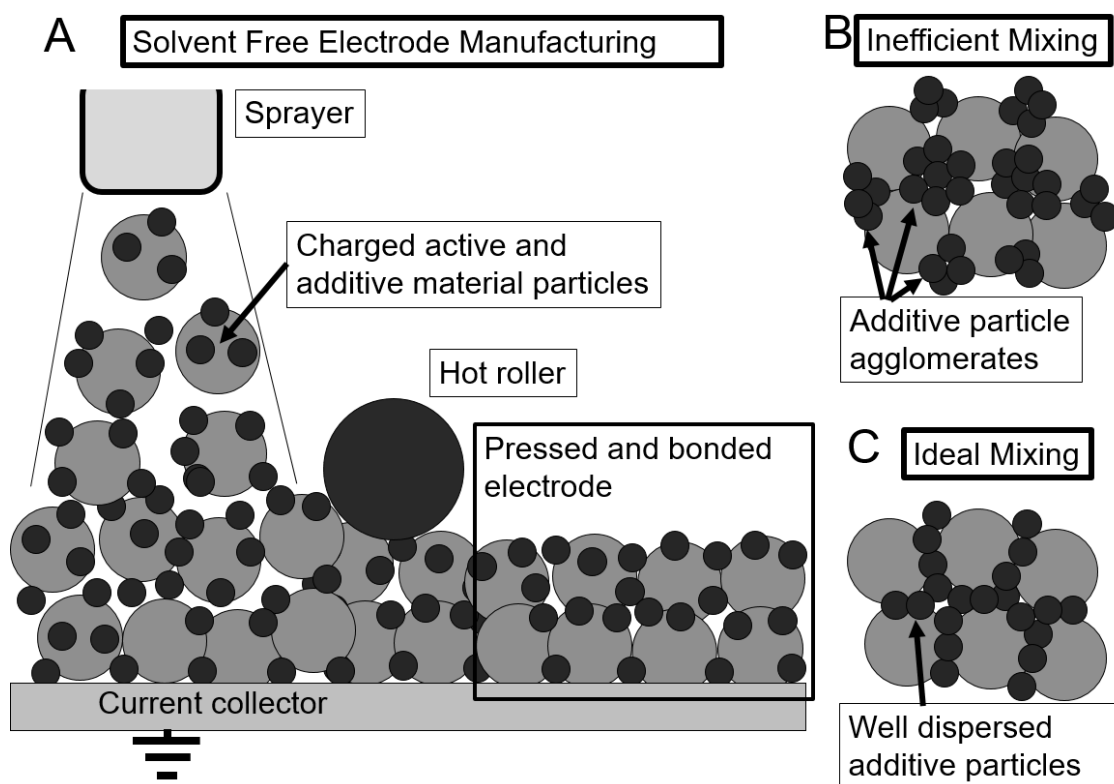 A
Solvent Free Electrode Manufacturing
Sprayer
Charged active and
additive material particles
Hot roller
Pressed and bonded
electrode
Current collector
B
Inefficient Mixing
Additive particle
agglomerates
C
Ideal Mixing
Well dispersed
additive particles